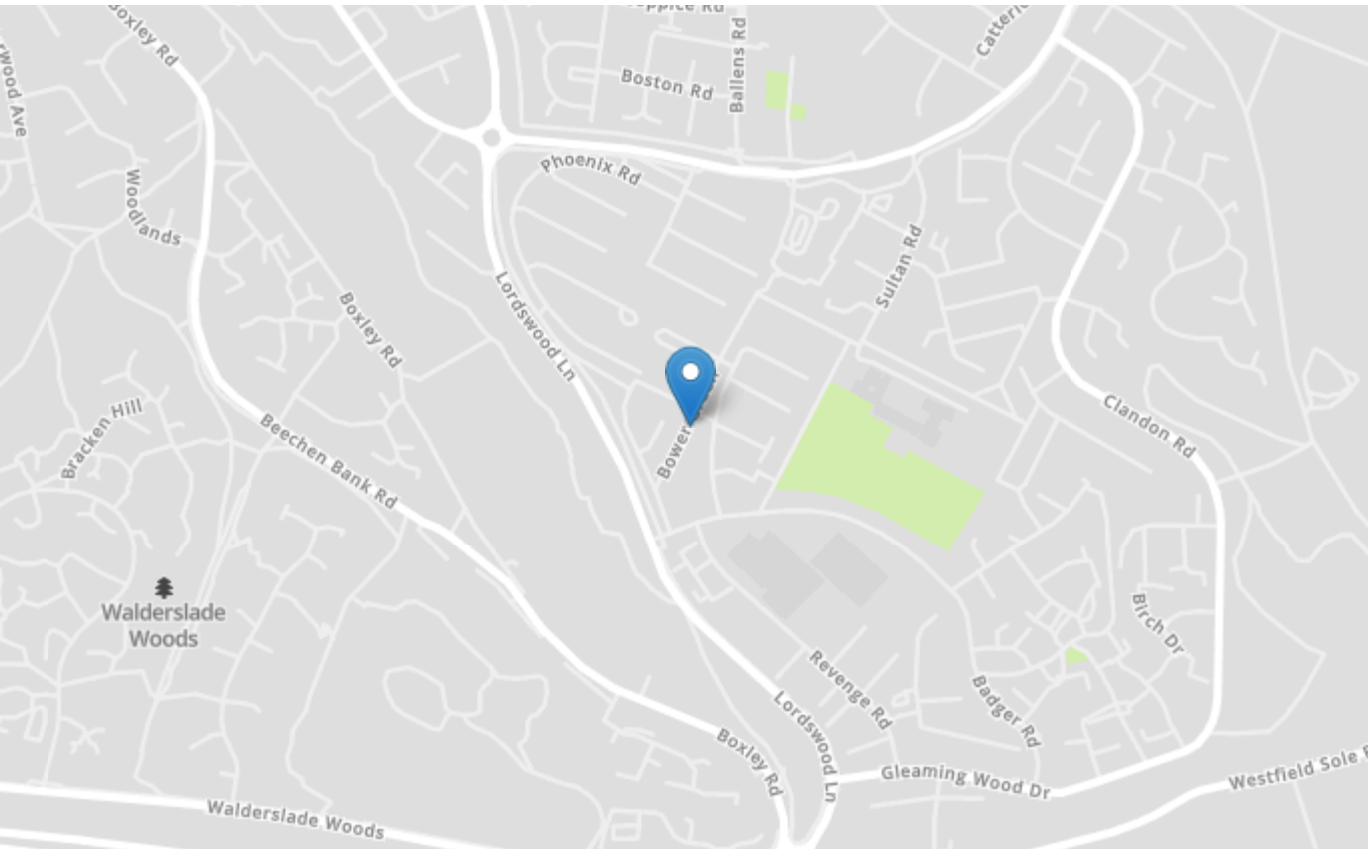 Boxley Rd
Boston Rd
Ballens Rd
Phoenix Rd
Woodlands
Sultan Rd
Lordswood Ln
Boxley Rd
Bracken Hill
Beechen Bank Rd
Clandon Rd
Walderslade
Woods
Birch Dr
Revenge Rd
Badger Rd
Lordswood Ln
Boxley Rd
Gleaming Wood Dr
Westfield Sole
Walderslade Woods